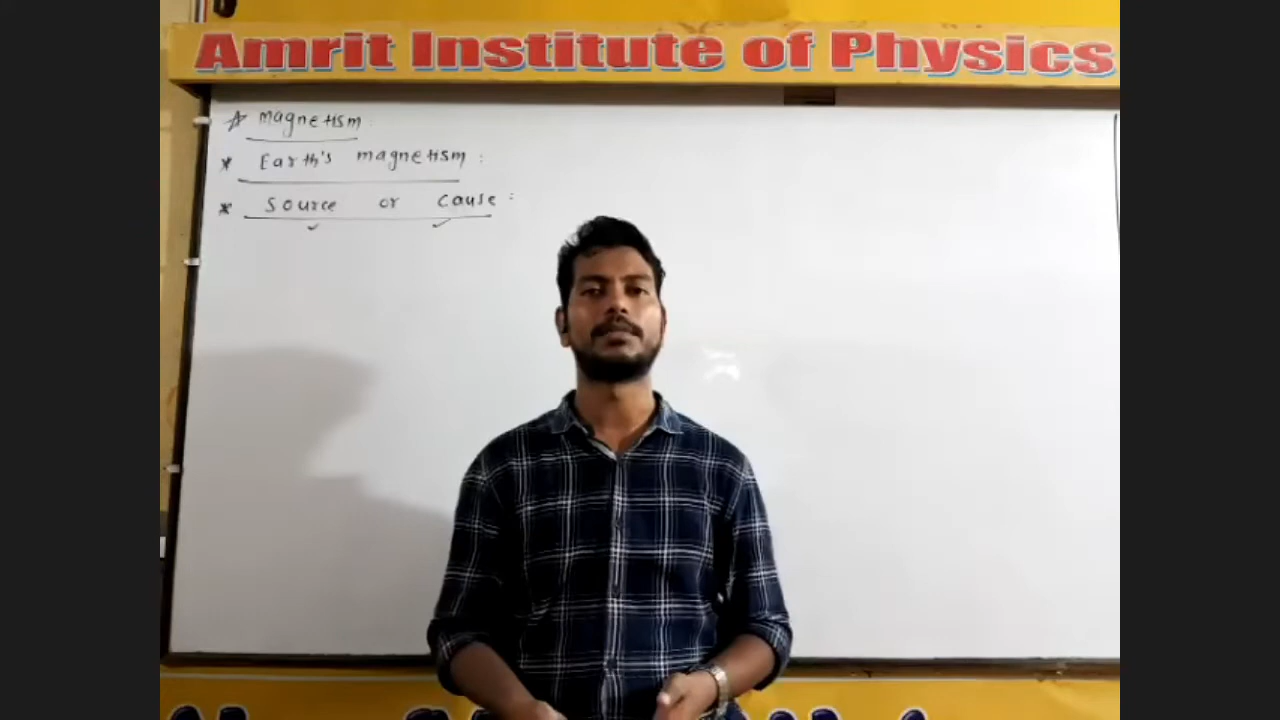 Amrit Institute of Physics
☆ magnetism :
* Earth's magnetism :
* source or cause :